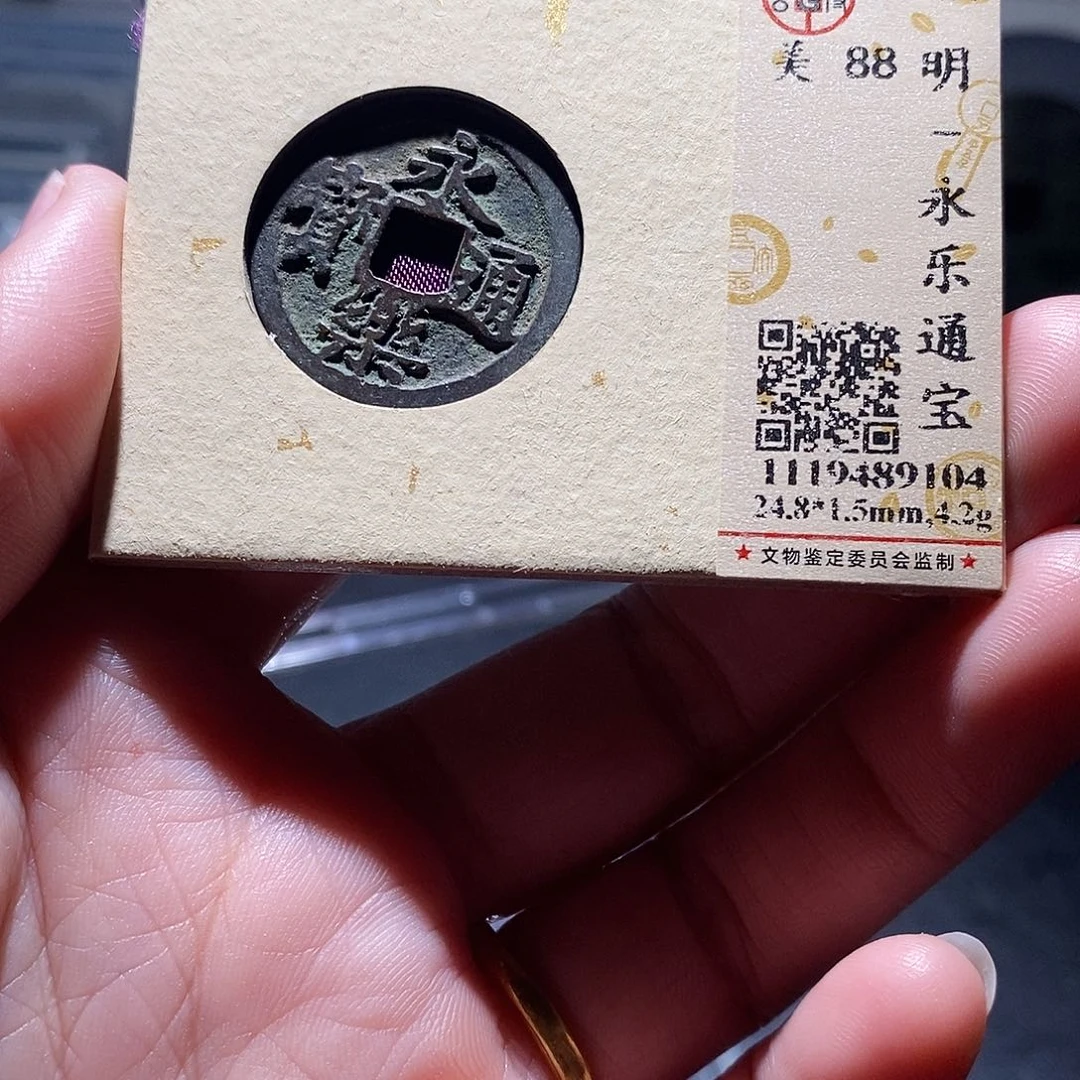 永樂通寳
美 88
明－永乐通宝
1119489104
24.8*1.5mm,4.2g
★文物鉴定委员会监制★